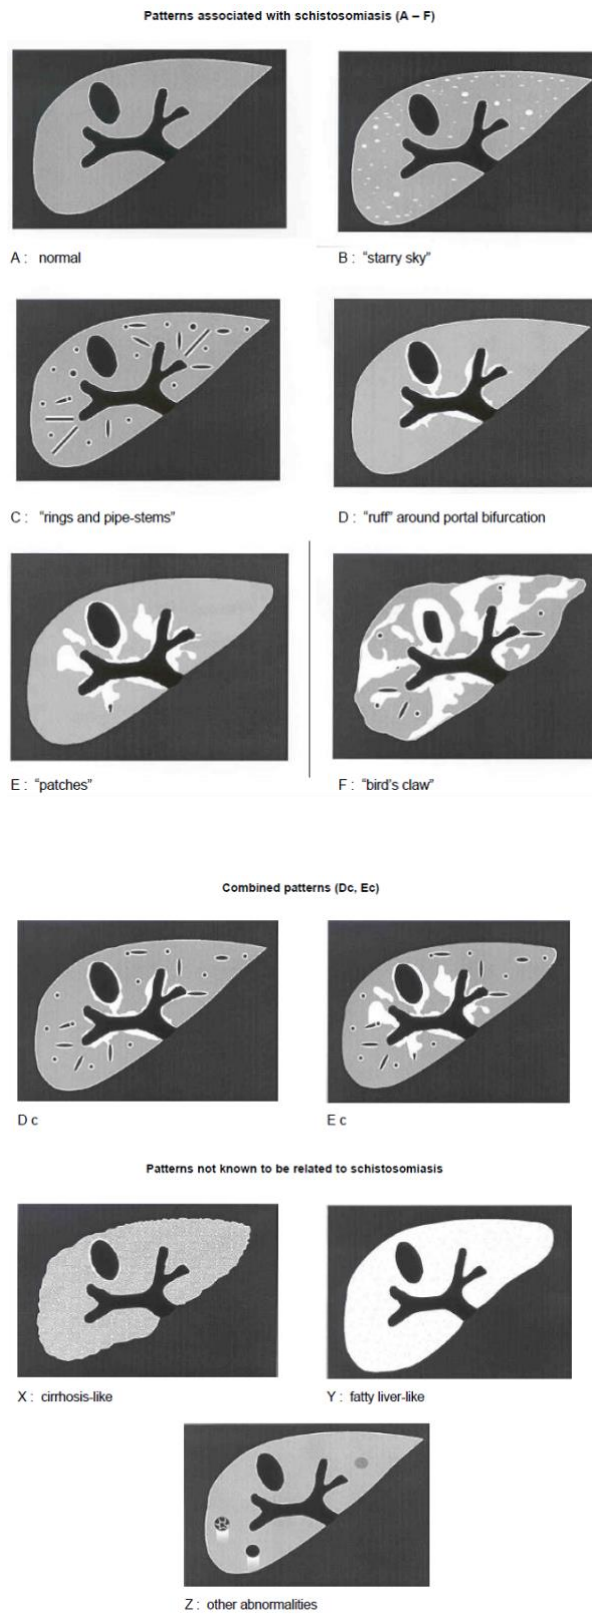 Patterns associated with schistosomiasis (A – F)
A : normal
B : "starry sky"
C : "rings and pipe-stems"
D : "ruff" around portal bifurcation
E : "patches"
F : "bird's claw"
Combined patterns (Dc, Ec)
D c
E c
Patterns not known to be related to schistosomiasis
X : cirrhosis-like
Y : fatty liver-like
Z : other abnormalities